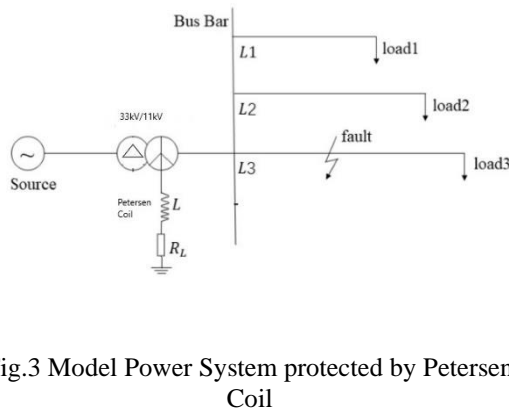 Bus Bar
L1
load1
L2
load2
33kV/11kV
fault
~
Source
L3
load3
Petersen
Coil
L
R_L
ig.3 Model Power System protected by Petersen
Coil